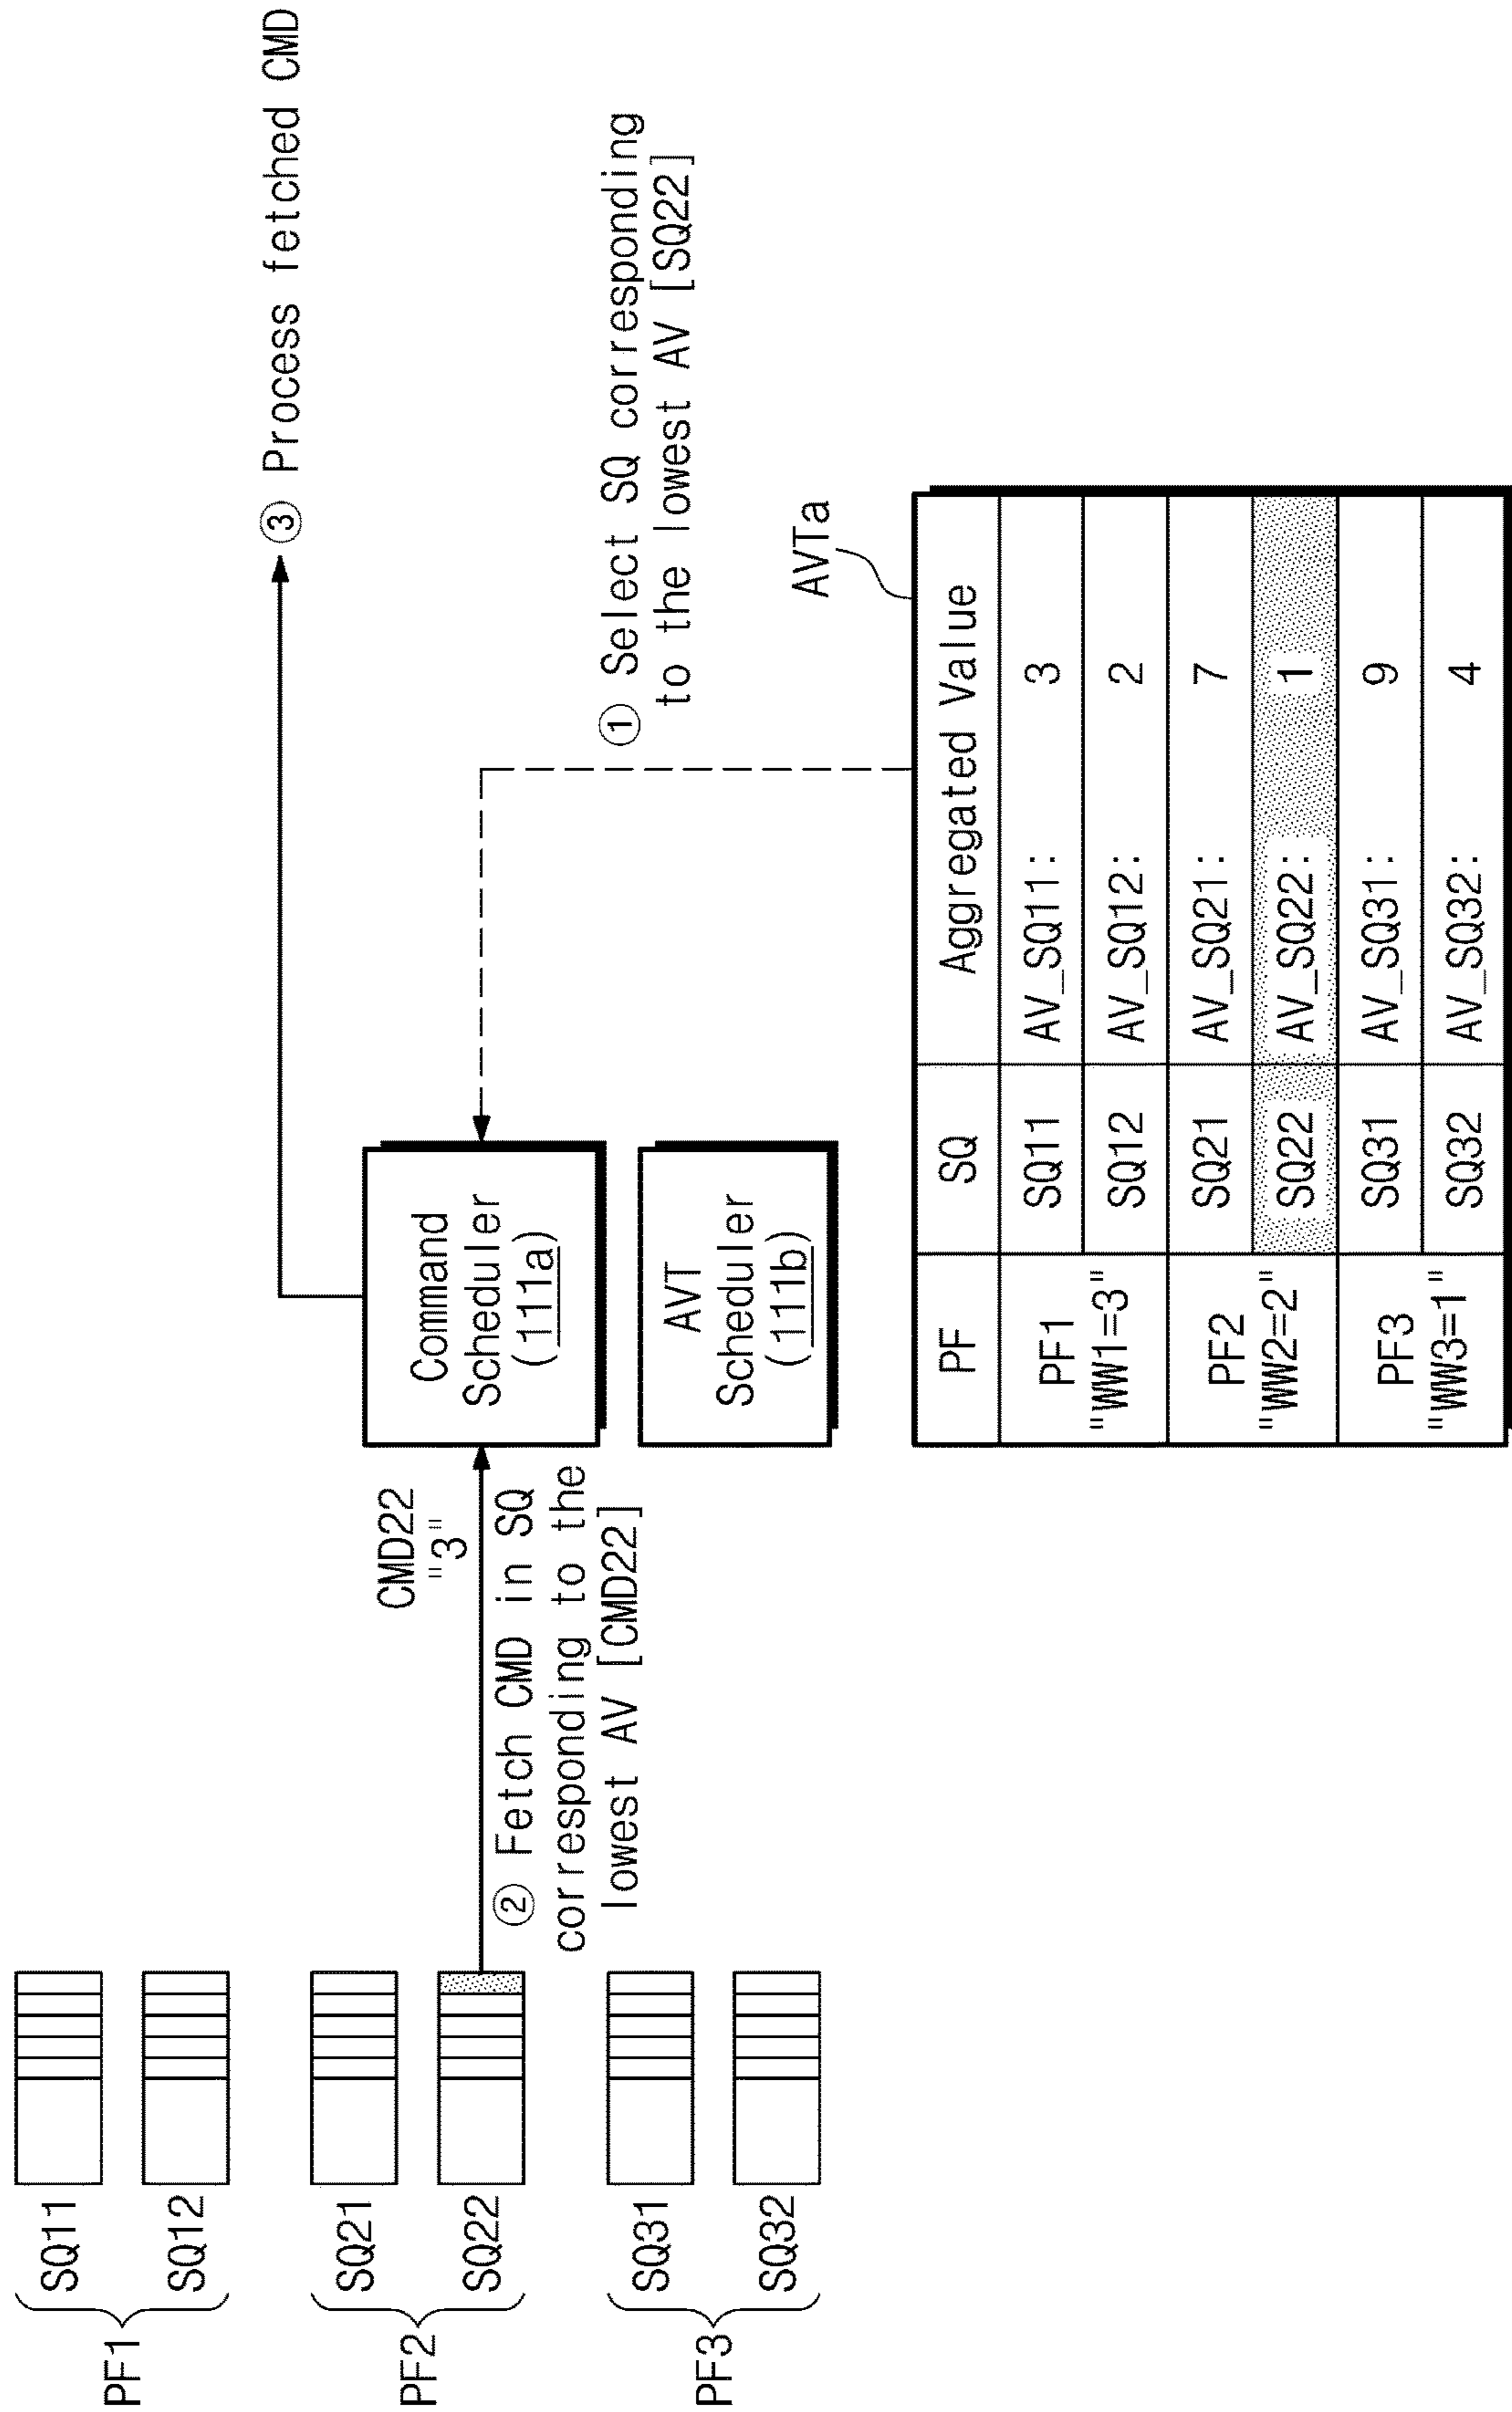 PF1
SQ11
SQ12
PF2
SQ21
SQ22
PF3
SQ31
SQ32
CMD22
"3"
② Fetch CMD in SQ
corresponding to the
lowest AV [CMD22]
Command
Scheduler
(111a)
AVT
Scheduler
(111b)
③ Process fetched CMD
① Select SQ corresponding
to the lowest AV [SQ22]
AVTa
PF SQ Aggregated Value
PF1
"WW1=3"
SQ11 AV_SQ11: 3
SQ12 AV_SQ12: 2
PF2
"WW2=2"
SQ21 AV_SQ21: 7
SQ22 AV_SQ22: 1
PF3
"WW3=1"
SQ31 AV_SQ31: 9
SQ32 AV_SQ32: 4